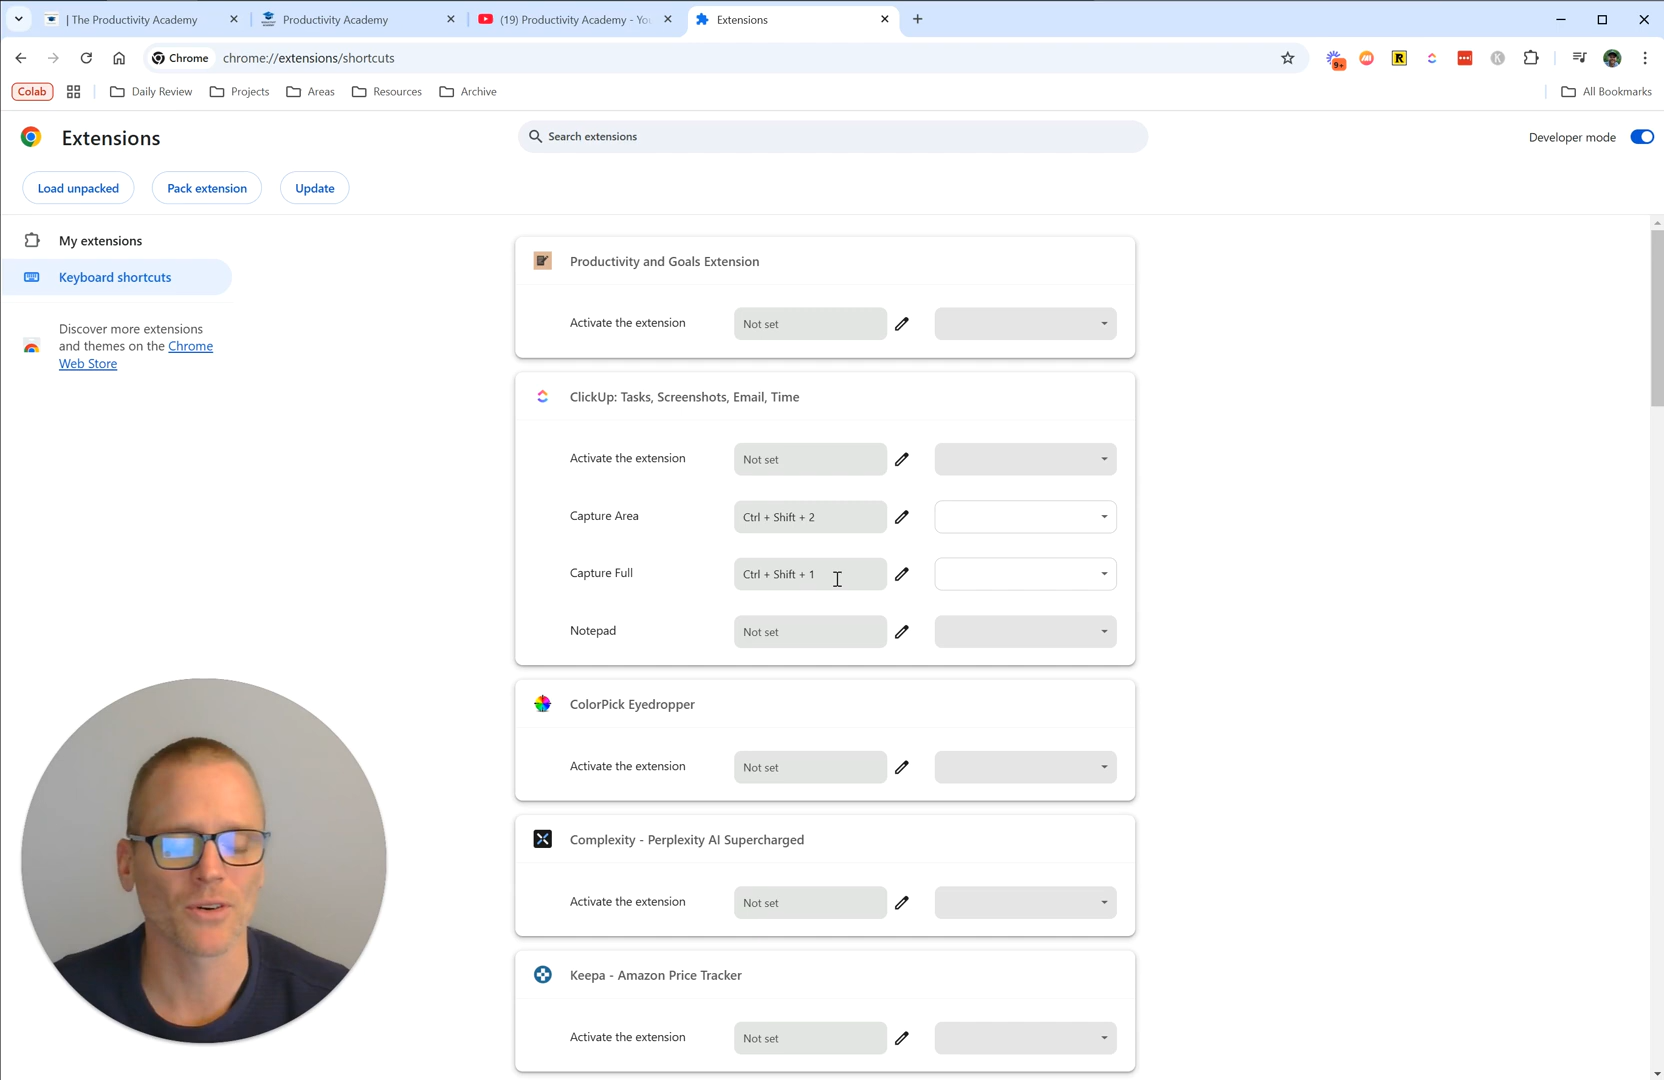 | The Productivity Academy
Productivity Academy
(19) Productivity Academy - You
Extensions
Chrome
chrome://extensions/shortcuts
9+
R
K
Colab
Daily Review
Projects
Areas
Resources
Archive
All Bookmarks
Extensions
Search extensions
Developer mode
Load unpacked
Pack extension
Update
My extensions
Keyboard shortcuts
Discover more extensions
and themes on the Chrome
Web Store
Productivity and Goals Extension
Activate the extension
Not set
ClickUp: Tasks, Screenshots, Email, Time
Activate the extension
Not set
Capture Area
Ctrl + Shift + 2
Capture Full
Ctrl + Shift + 1
Notepad
Not set
ColorPick Eyedropper
Activate the extension
Not set
Complexity - Perplexity AI Supercharged
Activate the extension
Not set
Keepa - Amazon Price Tracker
Activate the extension
Not set